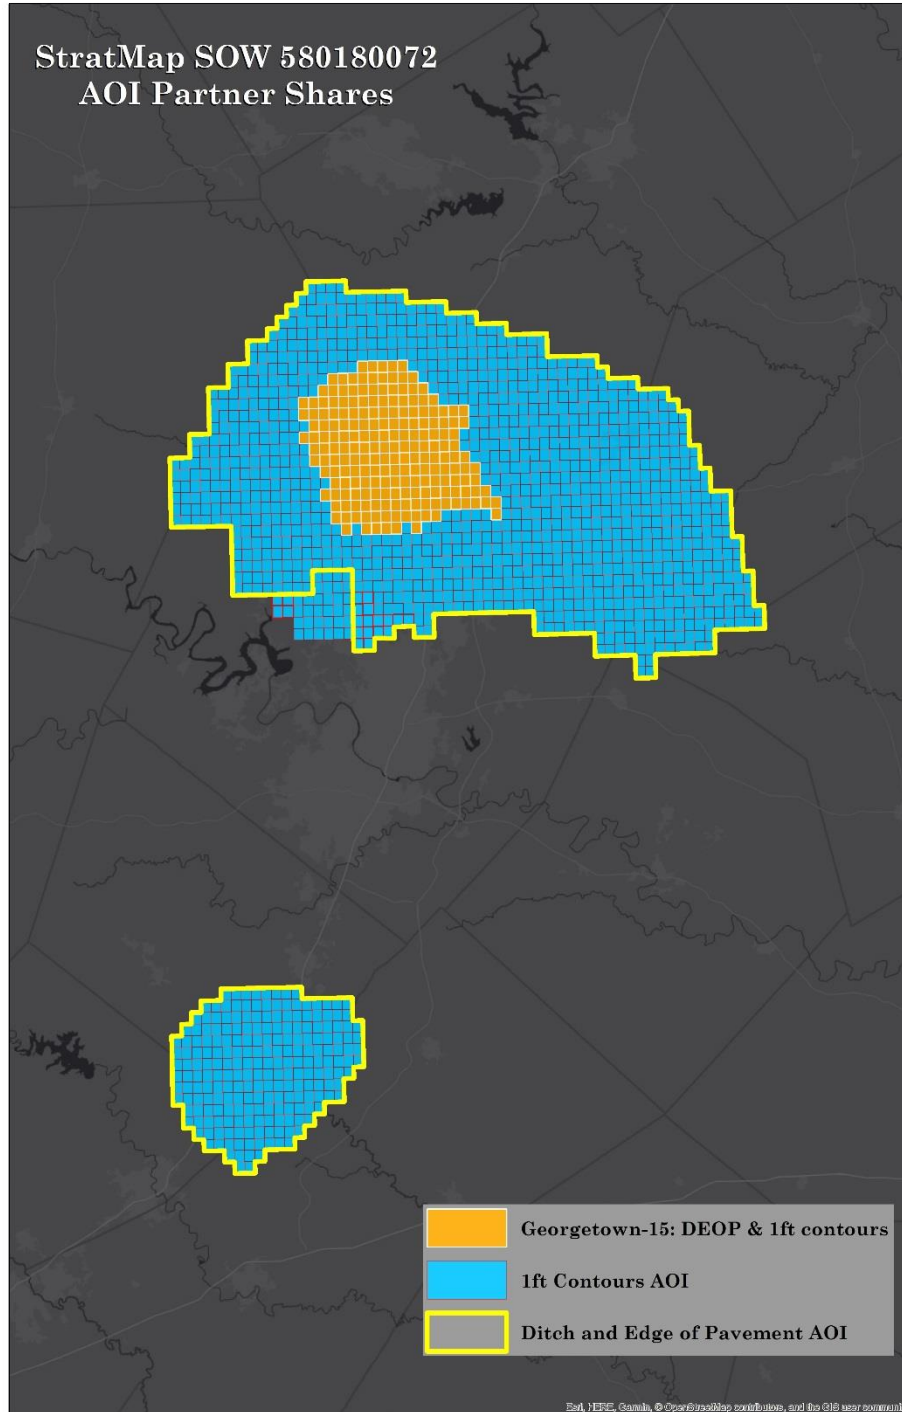 StratMap SOW 580180072
AOI Partner Shares
Georgetown-15: DEOP & 1ft contours
1ft Contours AOI
Ditch and Edge of Pavement AOI
Esri, HERE, Garmin, © OpenStreetMap contributors, and the GIS user communi